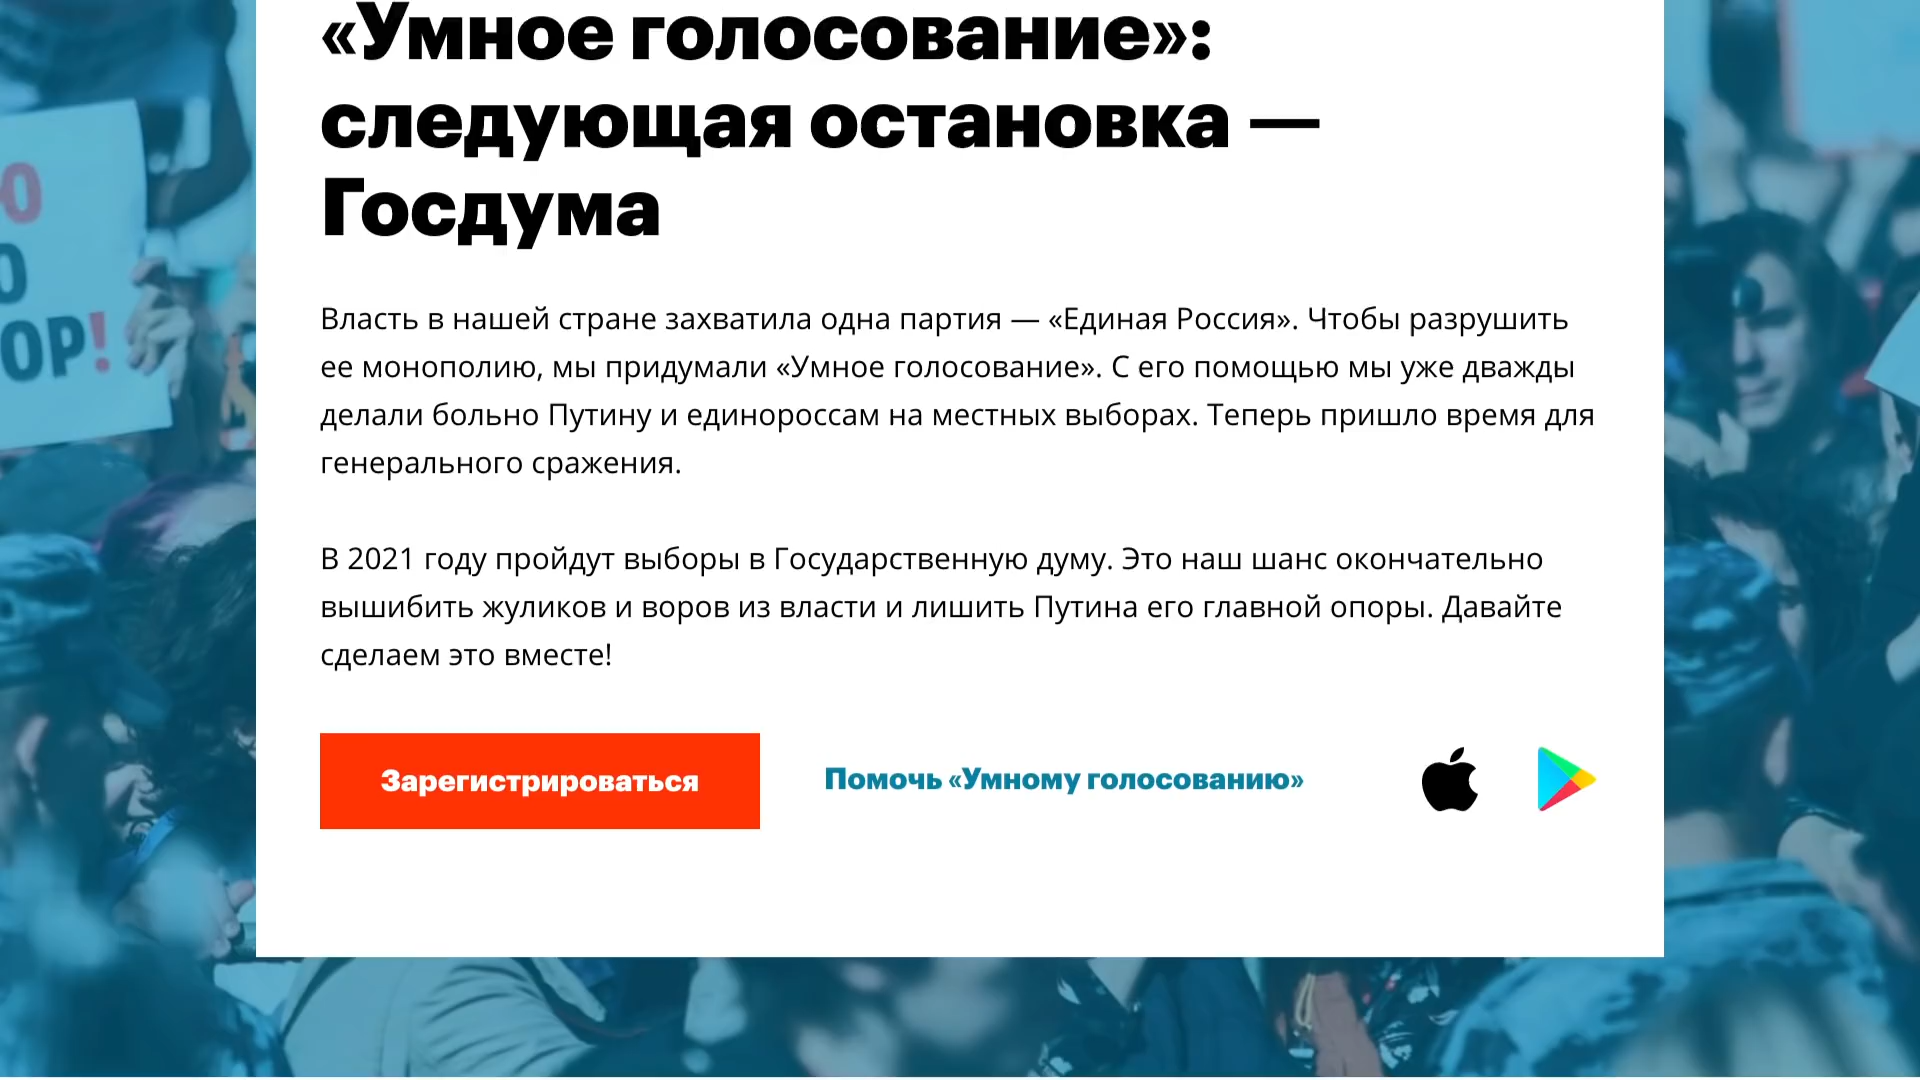 «Умное голосование»:
следующая остановка —
Госдума
Власть в нашей стране захватила одна партия — «Единая Россия». Чтобы разрушить
ее монополию, мы придумали «Умное голосование». С его помощью мы уже дважды
делали больно Путину и единороссам на местных выборах. Теперь пришло время для
генерального сражения.
В 2021 году пройдут выборы в Государственную думу. Это наш шанс окончательно
вышибить жуликов и воров из власти и лишить Путина его главной опоры. Давайте
сделаем это вместе!
Зарегистрироваться
Помочь «Умному голосованию»